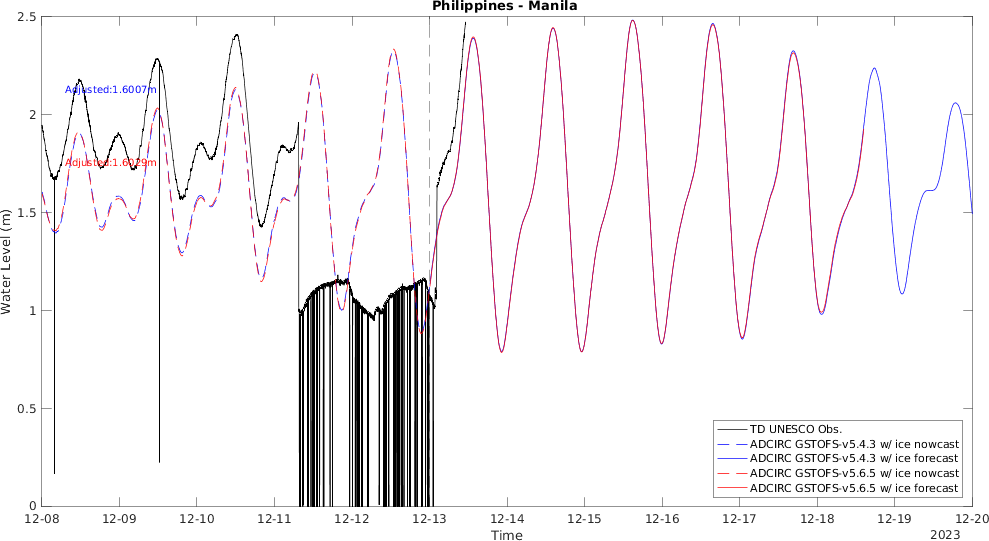 Philippines - Manila
2.5
2
1.5
1
0.5
0
Water Level (m)
Adjusted:1.6007m
Adjusted:1.6029m
TD UNESCO Obs.
ADCIRC GSTOFS-v5.4.3 w/ ice nowcast
ADCIRC GSTOFS-v5.4.3 w/ ice forecast
ADCIRC GSTOFS-v5.6.5 w/ ice nowcast
ADCIRC GSTOFS-v5.6.5 w/ ice forecast
12-08 12-09 12-10 12-11 12-12 12-13 12-14 12-15 12-16 12-17 12-18 12-19 12-20
Time
2023